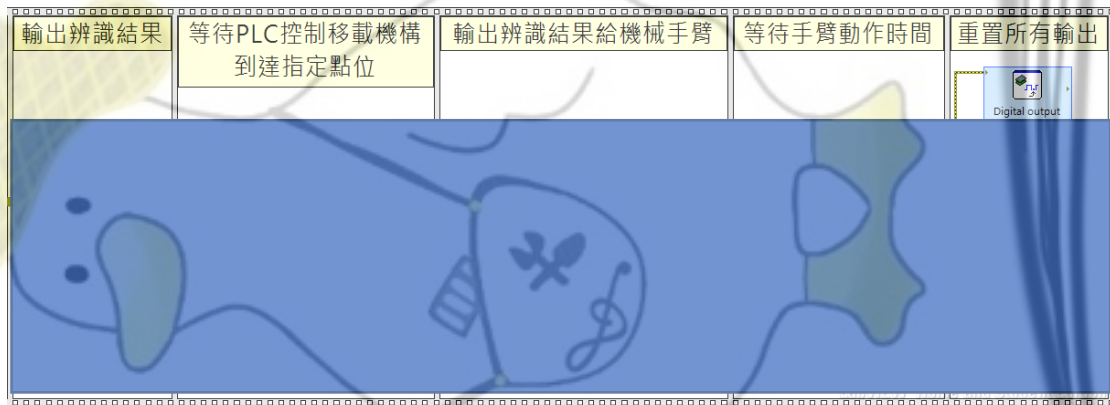 輸出辨識結果
等待PLC控制移載機構
到達指定點位
輸出辨識結果給機械手臂
等待手臂動作時間
重置所有輸出
Digital output